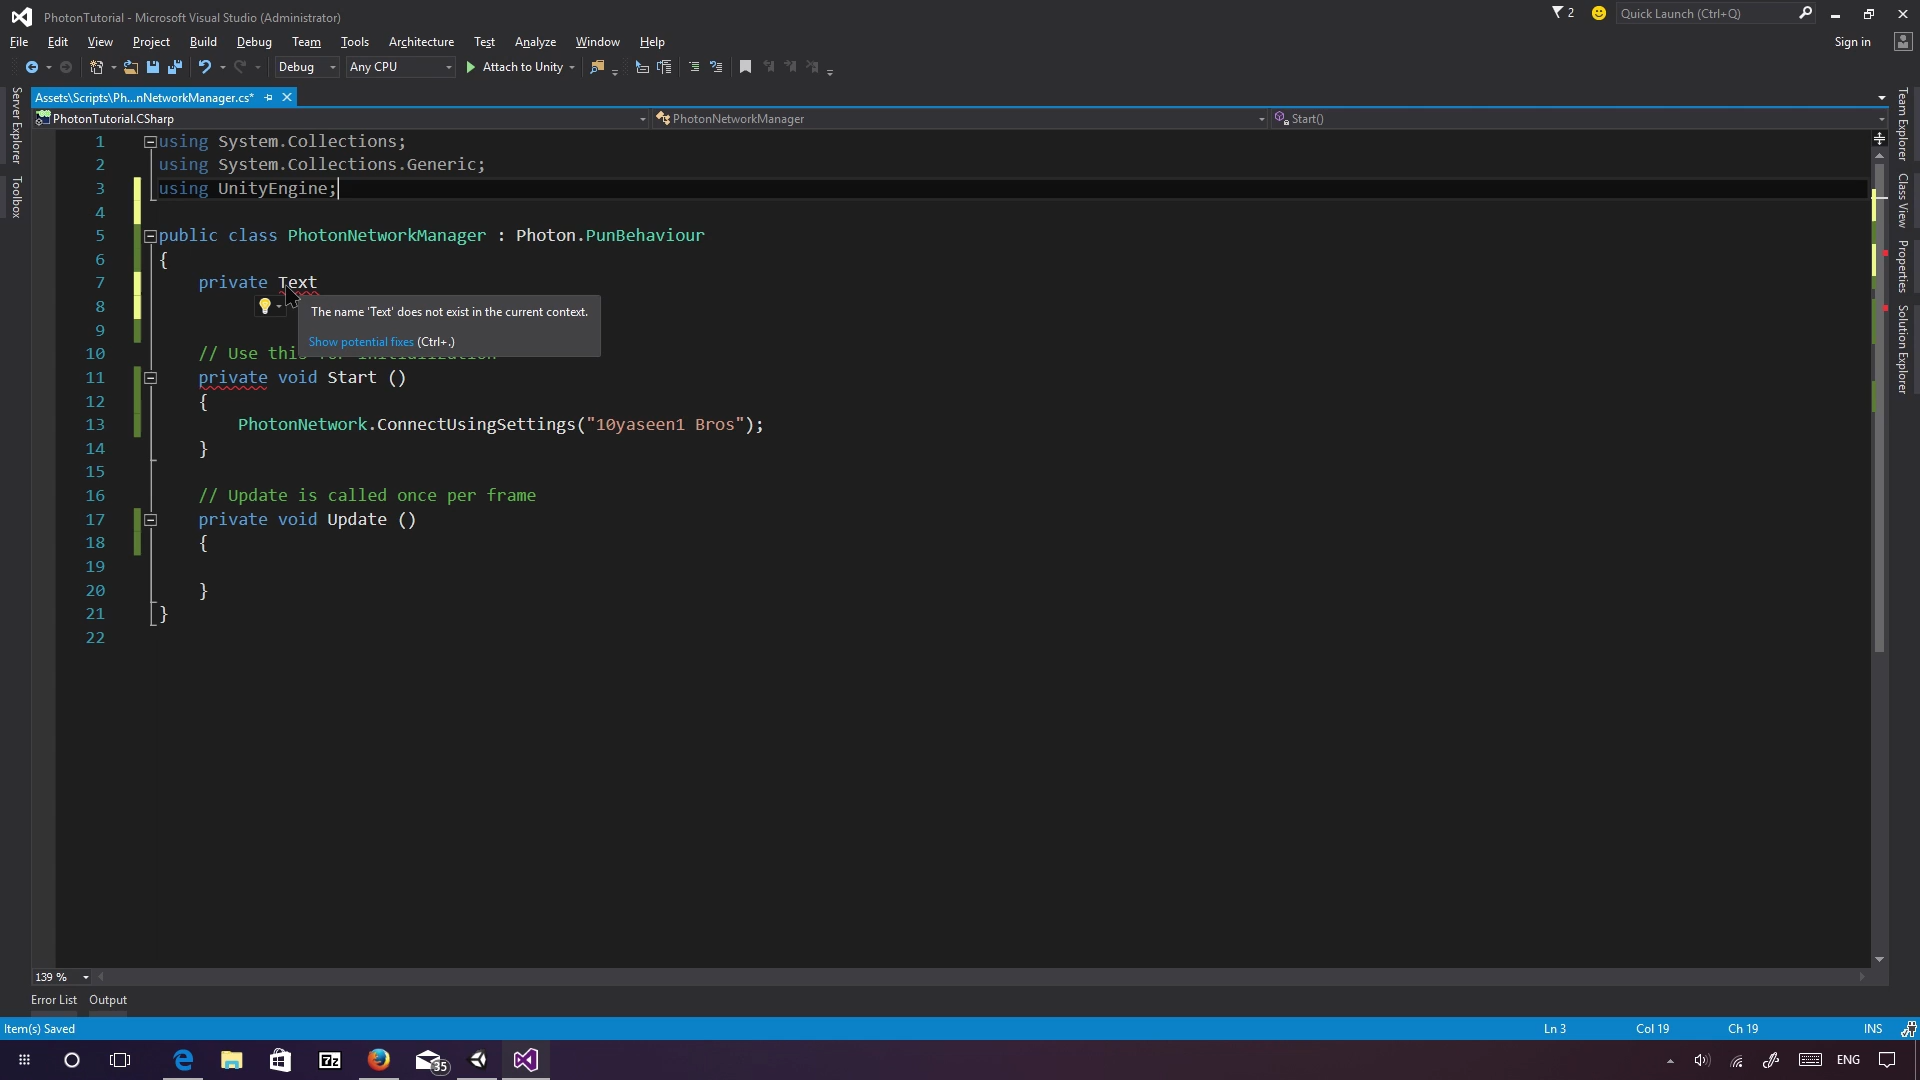 PhotonTutorial - Microsoft Visual Studio (Administrator)
2
Quick Launch (Ctrl+Q)
File Edit View Project Build Debug Team Tools Architecture Test Analyze Window Help
Sign in
Debug
Any CPU
Attach to Unity
Server Explorer
Toolbox
Assets\Scripts\Ph...nNetworkManager.cs*
PhotonTutorial.CSharp
PhotonNetworkManager
Start()
1 using System.Collections;
2 using System.Collections.Generic;
3 using UnityEngine;
4
5 public class PhotonNetworkManager : Photon.PunBehaviour
6 {
7 private Text
8
The name 'Text' does not exist in the current context.
9
Show potential fixes (Ctrl+.)
10 // Use this for initialization
11 private void Start ()
12 {
13 PhotonNetwork.ConnectUsingSettings("10yaseen1 Bros");
14 }
15
16 // Update is called once per frame
17 private void Update ()
18 {
19
20 }
21 }
22
Team Explorer
Class View
Properties
Solution Explorer
139 %
Error List Output
Item(s) Saved
Ln 3
Col 19
Ch 19
INS
7z
35
ENG